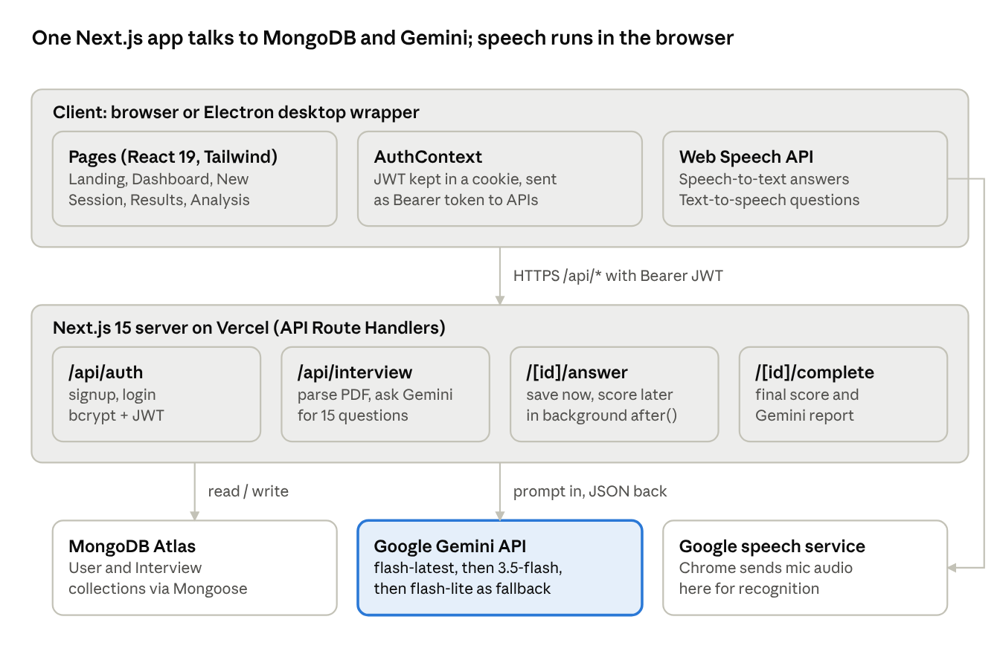 One Next.js app talks to MongoDB and Gemini; speech runs in the browser
Client: browser or Electron desktop wrapper
Pages (React 19, Tailwind)
Landing, Dashboard, New
Session, Results, Analysis
AuthContext
JWT kept in a cookie, sent
as Bearer token to APIs
Web Speech API
Speech-to-text answers
Text-to-speech questions
HTTPS /api/* with Bearer JWT
Next.js 15 server on Vercel (API Route Handlers)
/api/auth
signup, login
bcrypt + JWT
/api/interview
parse PDF, ask Gemini
for 15 questions
/[id]/answer
save now, score later
in background after()
/[id]/complete
final score and
Gemini report
read / write
prompt in, JSON back
MongoDB Atlas
User and Interview
collections via Mongoose
Google Gemini API
flash-latest, then 3.5-flash,
then flash-lite as fallback
Google speech service
Chrome sends mic audio
here for recognition